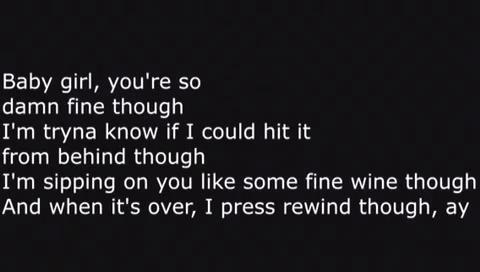 Baby girl, you're so
damn fine though
I'm tryna know if I could hit it
from behind though
I'm sipping on you like some fine wine though
And when it's over, I press rewind though, ay